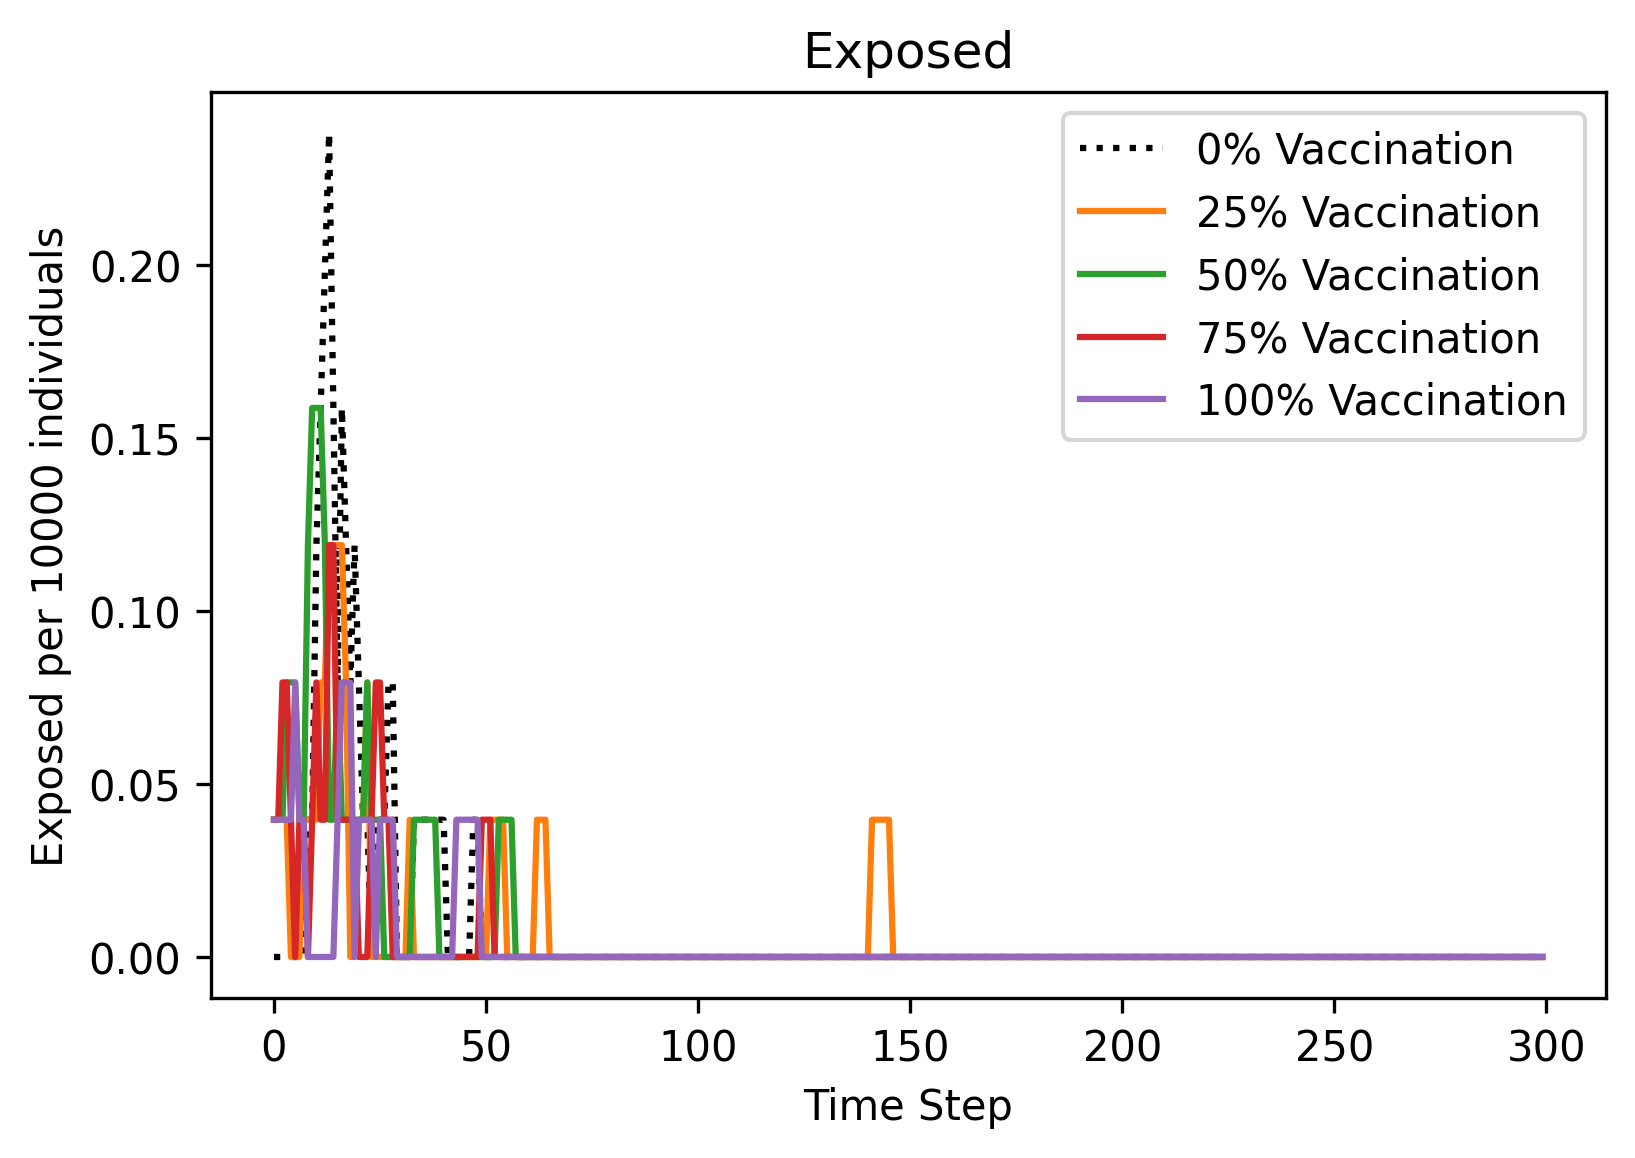 Exposed
0% Vaccination
25% Vaccination
50% Vaccination
75% Vaccination
100% Vaccination
Exposed per 10000 individuals
0.20
0.15
0.10
0.05
0.00
0 50 100 150 200 250 300
Time Step